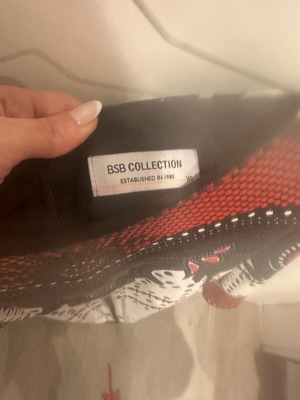 BSB COLLECTION
ESTABLISHED IN 1980